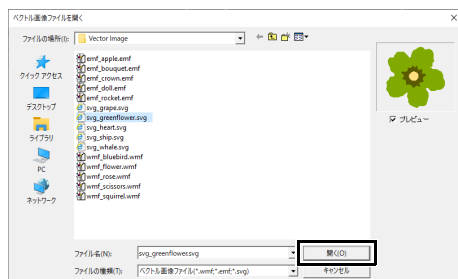 ベクトル画像ファイルを開く
ファイルの場所(I):
Vector Image
クイック アクセス
デスクトップ
ライブラリ
PC
ネットワーク
emf_apple.emf
emf_bouquet.emf
emf_crown.emf
emf_doll.emf
emf_rocket.emf
svg_grape.svg
svg_greenflower.svg
svg_heart.svg
svg_ship.svg
svg_whale.svg
wmf_bluebird.wmf
wmf_flower.wmf
wmf_rose.wmf
wmf_scissors.wmf
wmf_squirrel.wmf
プレビュー
ファイル名(N):
svg_greenflower.svg
開く(O)
ファイルの種類(T):
ベクトル画像ファイル(*.wmf;*.emf;*.svg)
キャンセル